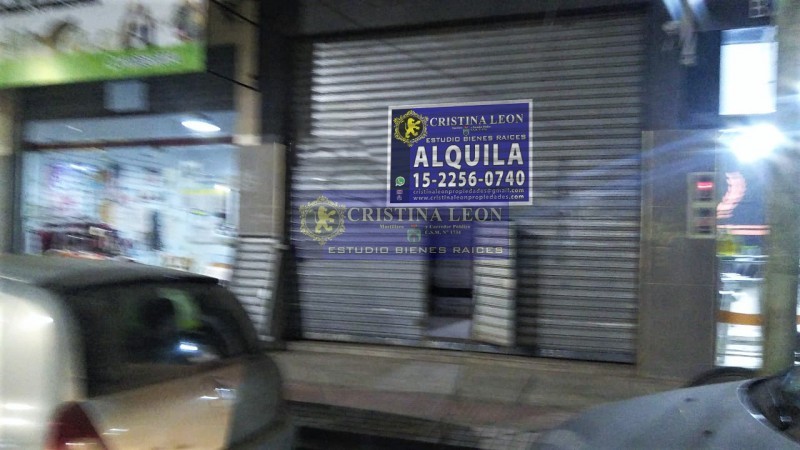 CRISTINA LEON
ESTUDIO BIENES RAICES
ALQUILA
15-2256-0740
cristinaleonpropiedades@gmail.com
www.cristinaleonpropiedades.com
CRISTINA LEON
ESTUDIO BIENES RAICES